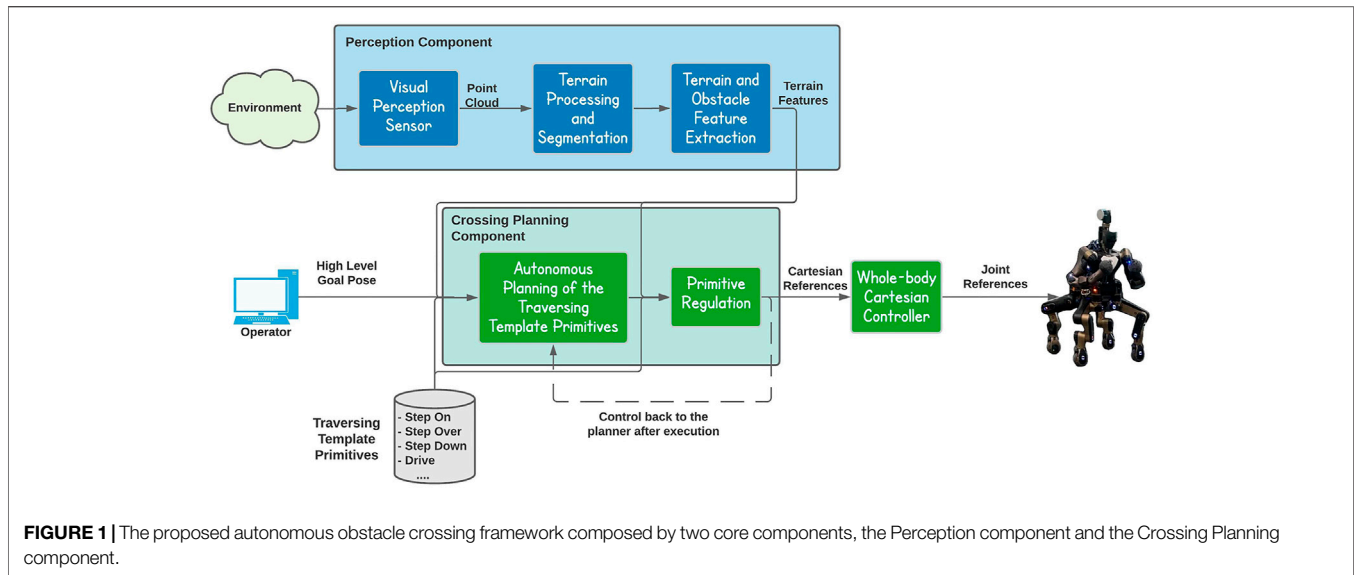 Perception Component
Environment
Visual
Perception
Sensor
Point
Cloud
Terrain
Processing
and
Segmentation
Terrain and
Obstacle
Feature
Extraction
Terrain
Features
Crossing Planning
Component
High Level
Goal Pose
Operator
Autonomous
Planning of the
Traversing
Template Primitives
Primitive
Regulation
Cartesian
References
Whole-body
Cartesian
Controller
Joint
References
Control back to the
planner after execution
Traversing
Template
Primitives
- Step On
- Step Over
- Step Down
- Drive
....
FIGURE 1 | The proposed autonomous obstacle crossing framework composed by two core components, the Perception component and the Crossing Planning
component.